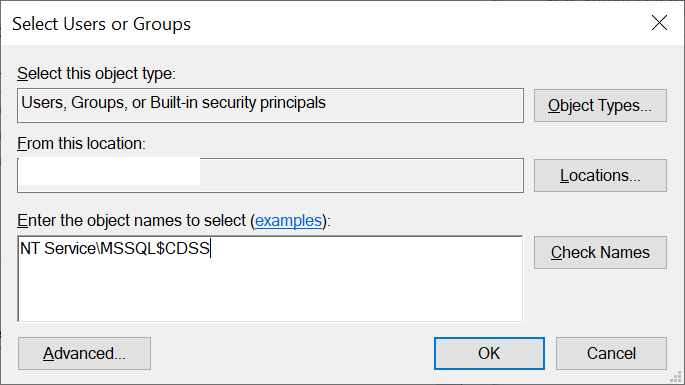 Select Users or Groups
Select this object type:
Users, Groups, or Built-in security principals
Object Types...
From this location:
Locations...
Enter the object names to select (examples):
NT Service\MSSQL$CDSS
Check Names
Advanced...
OK
Cancel